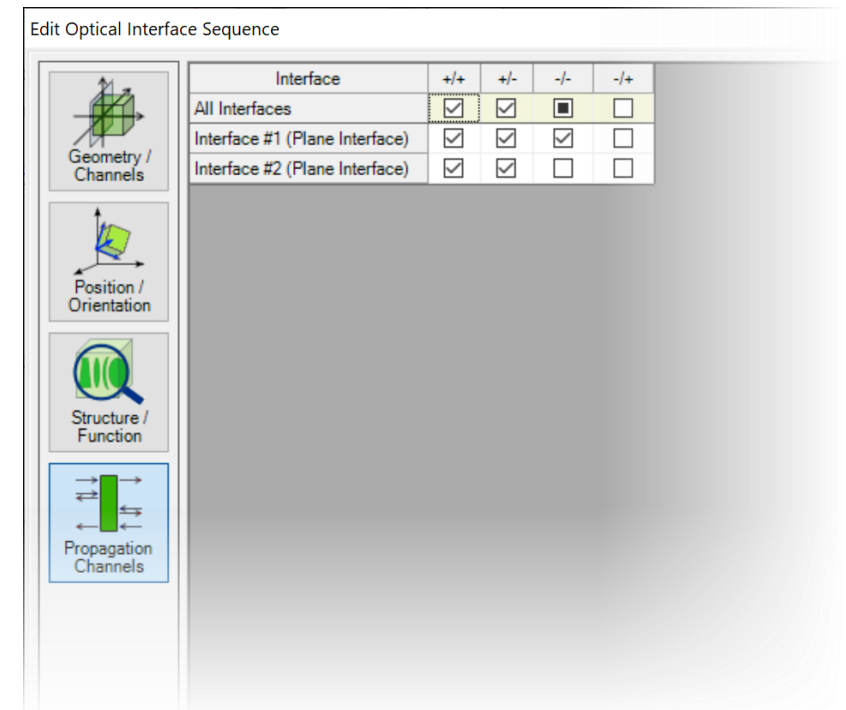 Edit Optical Interface Sequence
Interface +/+ +/- -/- -/+
All Interfaces
Interface #1 (Plane Interface)
Interface #2 (Plane Interface)
Geometry /
Channels
Position /
Orientation
Structure /
Function
Propagation
Channels